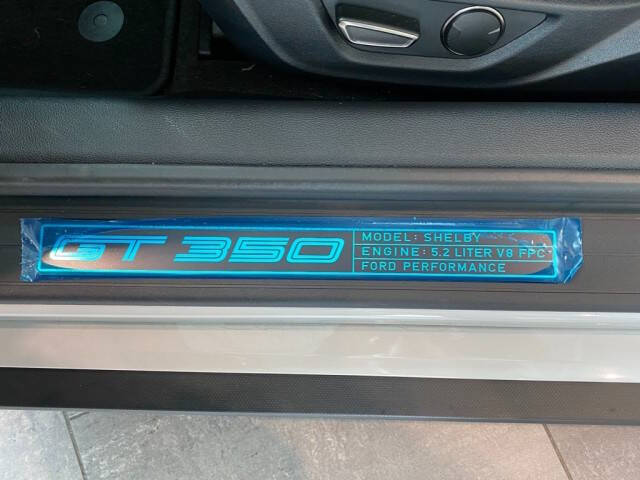 GT 350
MODEL: SHELBY
ENGINE: 5.2 LITER V8 FPC
FORD PERFORMANCE